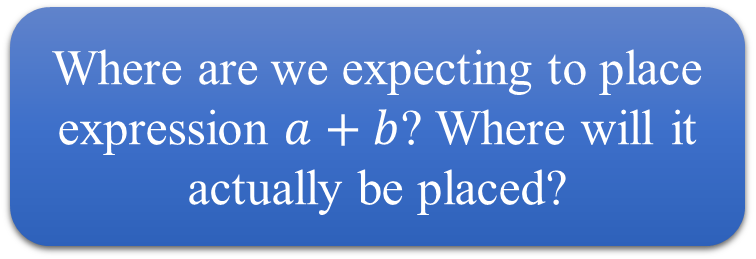 Where are we expecting to place
expression 𝑎 + 𝑏? Where will it
actually be placed?